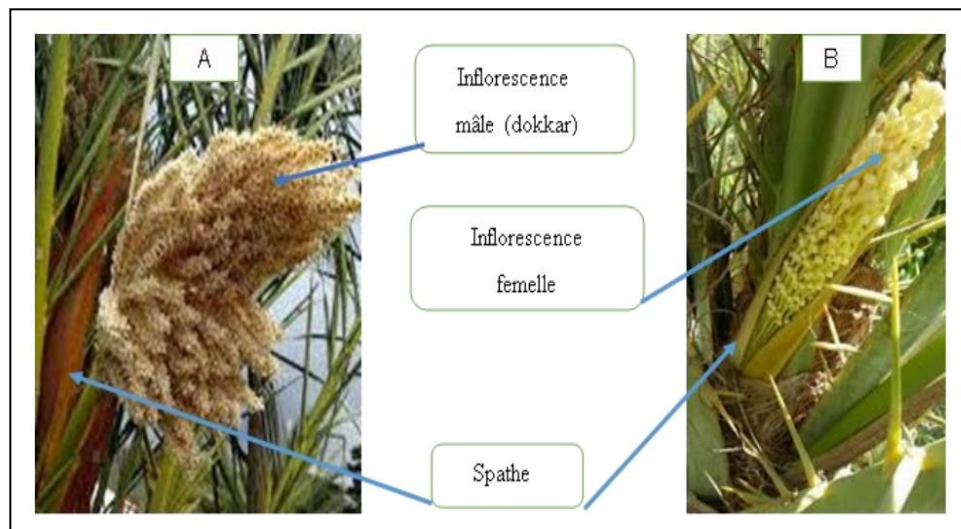 A
Inflorescence
mâle (dokkar)
B
Inflorescence
femelle
Spathe